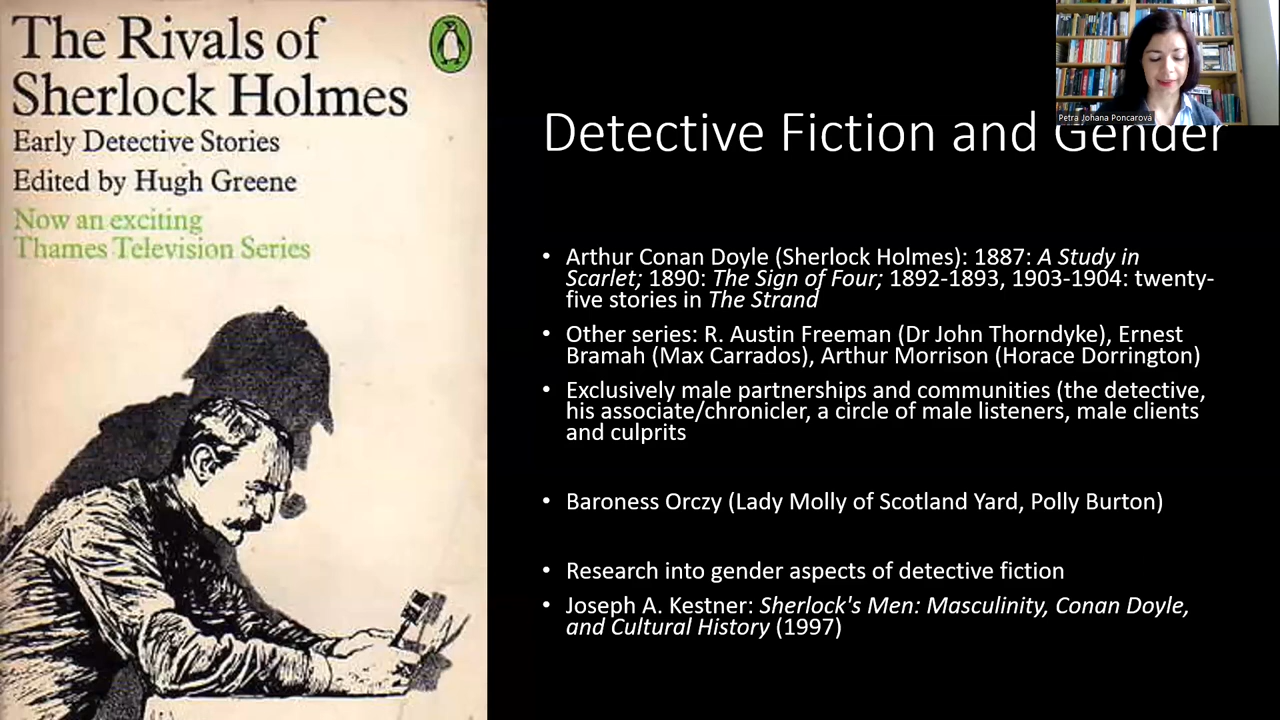 The Rivals of
Sherlock Holmes
Early Detective Stories
Edited by Hugh Greene
Now an exciting
Thames Television Series
Petra Johana Poncarová
Detective Fiction and Gender
• Arthur Conan Doyle (Sherlock Holmes): 1887: A Study in
Scarlet; 1890: The Sign of Four; 1892-1893, 1903-1904: twenty-
five stories in The Strand
• Other series: R. Austin Freeman (Dr John Thorndyke), Ernest
Bramah (Max Carrados), Arthur Morrison (Horace Dorrington)
• Exclusively male partnerships and communities (the detective,
his associate/chronicler, a circle of male listeners, male clients
and culprits
• Baroness Orczy (Lady Molly of Scotland Yard, Polly Burton)
• Research into gender aspects of detective fiction
• Joseph A. Kestner: Sherlock's Men: Masculinity, Conan Doyle,
and Cultural History (1997)